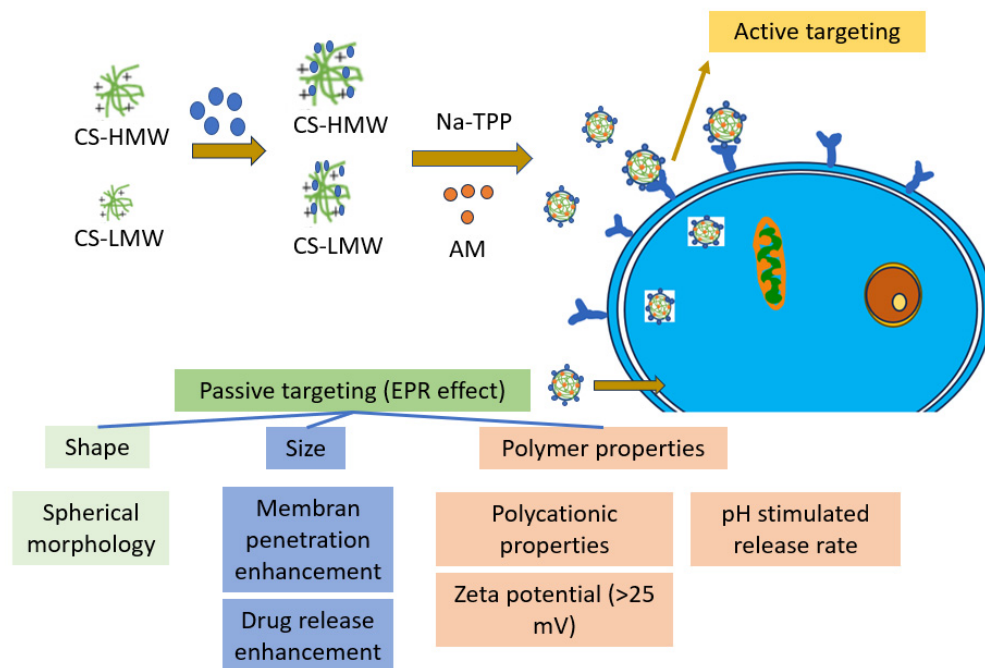 Active targeting
CS-HMW
CS-HMW
Na-TPP
CS-LMW
CS-LMW
AM
Passive targeting (EPR effect)
Shape
Size
Polymer properties
Spherical
morphology
Membran
penetration
enhancement
Drug release
enhancement
Polycationic
properties
Zeta potential (>25
mV)
pH stimulated
release rate